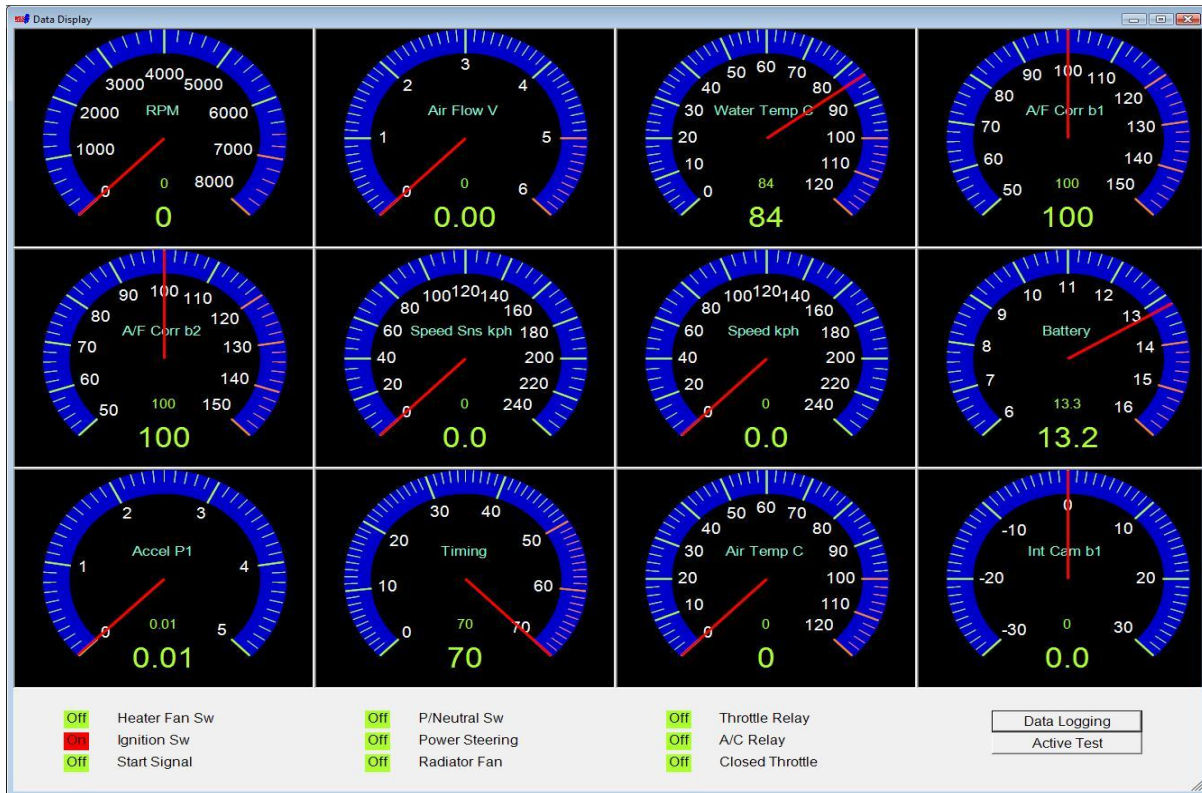 Data Display
0 1000 2000 3000 4000 5000 6000 7000 8000
RPM
0
0
0 1 2 3 4 5 6
Air Flow V
0
0.00
0 10 20 30 40 50 60 70 80 90 100 110 120
Water Temp C
84
84
50 60 70 80 90 100 110 120 130 140 150
A/F Corr b1
100
100
50 60 70 80 90 100 110 120 130 140 150
A/F Corr b2
100
100
0 20 40 60 80 100 120 140 160 180 200 220 240
Speed Sns kph
0
0.0
0 20 40 60 80 100 120 140 160 180 200 220 240
Speed kph
0
0.0
6 7 8 9 10 11 12 13 14 15 16
Battery
13.3
13.2
0 1 2 3 4 5
Accel P1
0.01
0.01
0 10 20 30 40 50 60 70
Timing
70
70
0 10 20 30 40 50 60 70 80 90 100 110 120
Air Temp C
0
0
-30 -20 -10 0 10 20 30
Int Cam b1
0
0.0
Off Heater Fan Sw
On Ignition Sw
Off Start Signal
Off P/Neutral Sw
Off Power Steering
Off Radiator Fan
Off Throttle Relay
Off A/C Relay
Off Closed Throttle
Data Logging
Active Test